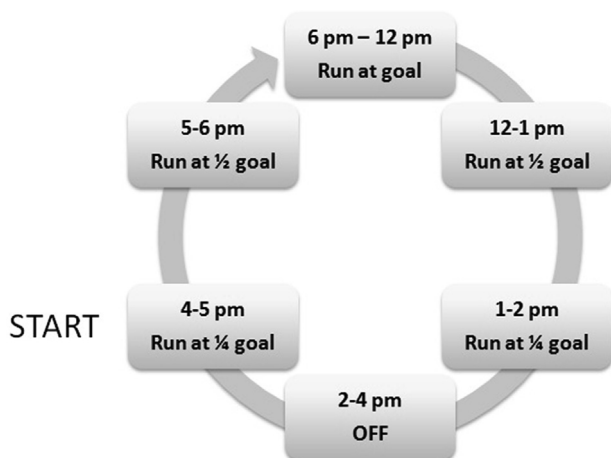 6 pm – 12 pm
Run at goal
5-6 pm
Run at ½ goal
12-1 pm
Run at ½ goal
START
4-5 pm
Run at ¼ goal
1-2 pm
Run at ¼ goal
2-4 pm
OFF